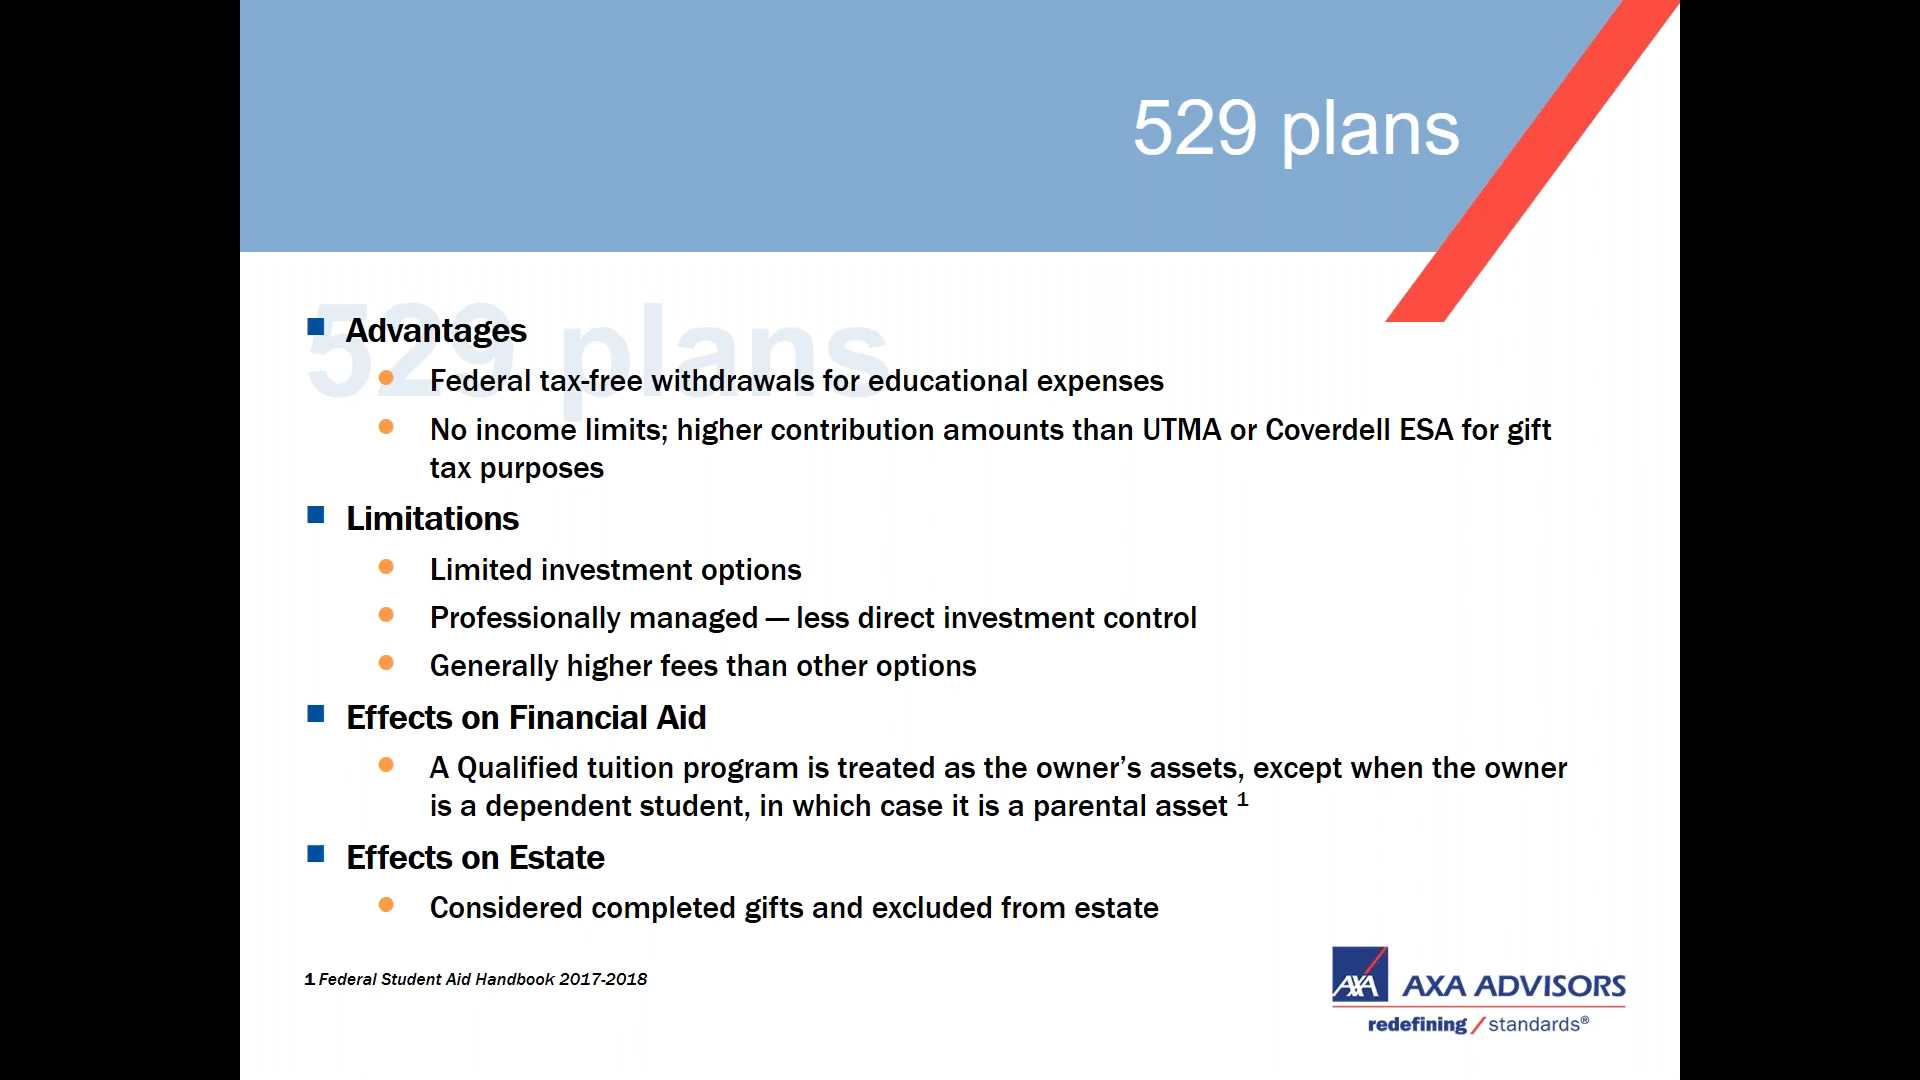 529 plans
529 plans
Advantages
Federal tax-free withdrawals for educational expenses
No income limits; higher contribution amounts than UTMA or Coverdell ESA for gift
tax purposes
Limitations
Limited investment options
Professionally managed — less direct investment control
Generally higher fees than other options
Effects on Financial Aid
A Qualified tuition program is treated as the owner’s assets, except when the owner
is a dependent student, in which case it is a parental asset 1
Effects on Estate
Considered completed gifts and excluded from estate
1 Federal Student Aid Handbook 2017-2018
AXA AXA ADVISORS
redefining / standards®